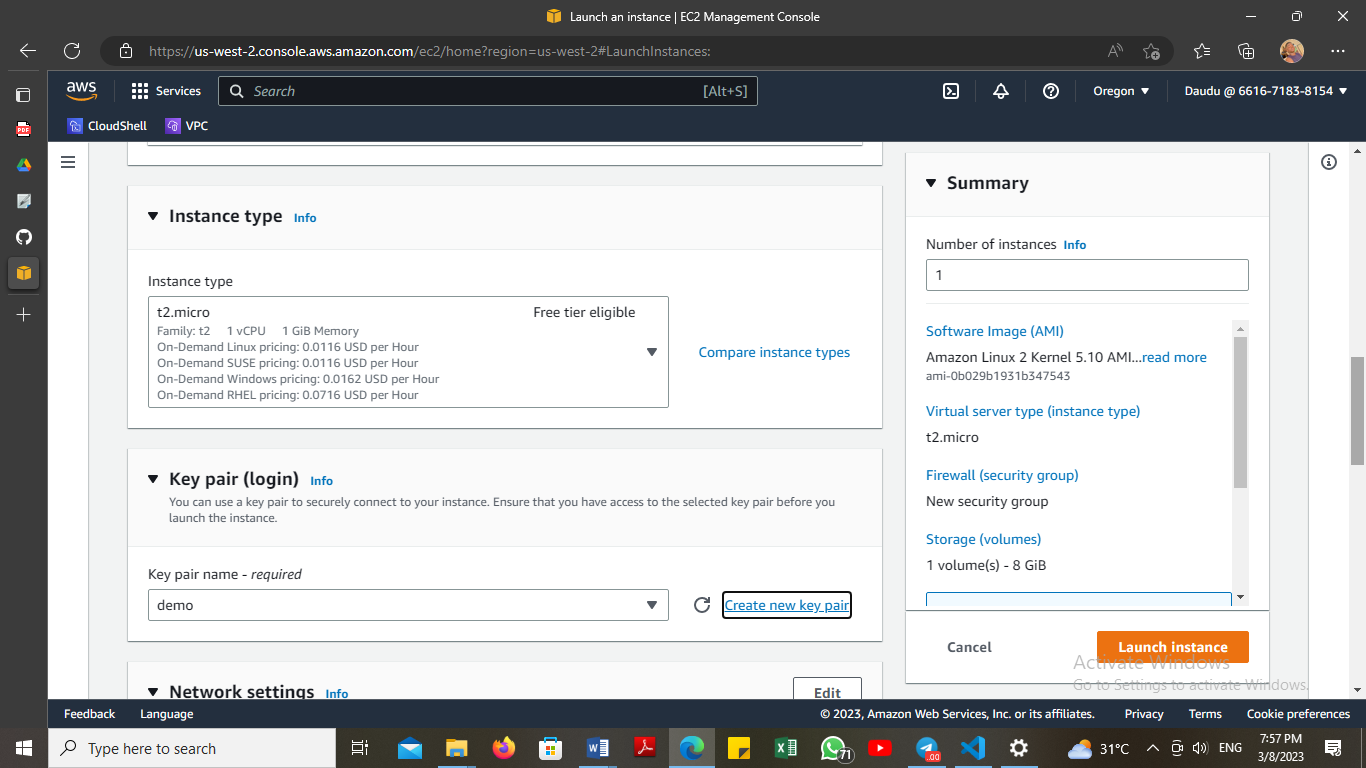 Launch an instance | EC2 Management Console
https://us-west-2.console.aws.amazon.com/ec2/home?region=us-west-2#LaunchInstances:
aws
Services
Search
[Alt+S]
Oregon
Daudu @ 6616-7183-8154
CloudShell
VPC
Instance type Info
Instance type
t2.micro
Free tier eligible
Family: t2 1 vCPU 1 GiB Memory
On-Demand Linux pricing: 0.0116 USD per Hour
On-Demand SUSE pricing: 0.0116 USD per Hour
On-Demand Windows pricing: 0.0162 USD per Hour
On-Demand RHEL pricing: 0.0716 USD per Hour
Compare instance types
Key pair (login) Info
You can use a key pair to securely connect to your instance. Ensure that you have access to the selected key pair before you
launch the instance.
Key pair name - required
demo
Create new key pair
Network settings Info
Edit
Summary
Number of instances Info
1
Software Image (AMI)
Amazon Linux 2 Kernel 5.10 AMI...read more
ami-0b029b1931b347543
Virtual server type (instance type)
t2.micro
Firewall (security group)
New security group
Storage (volumes)
1 volume(s) - 8 GiB
Cancel
Launch instance
Activate Windows
Go to Settings to activate Windows.
Feedback
Language
© 2023, Amazon Web Services, Inc. or its affiliates.
Privacy
Terms
Cookie preferences
Type here to search
71
.00
31°C
ENG
7:57 PM
3/8/2023
PDF